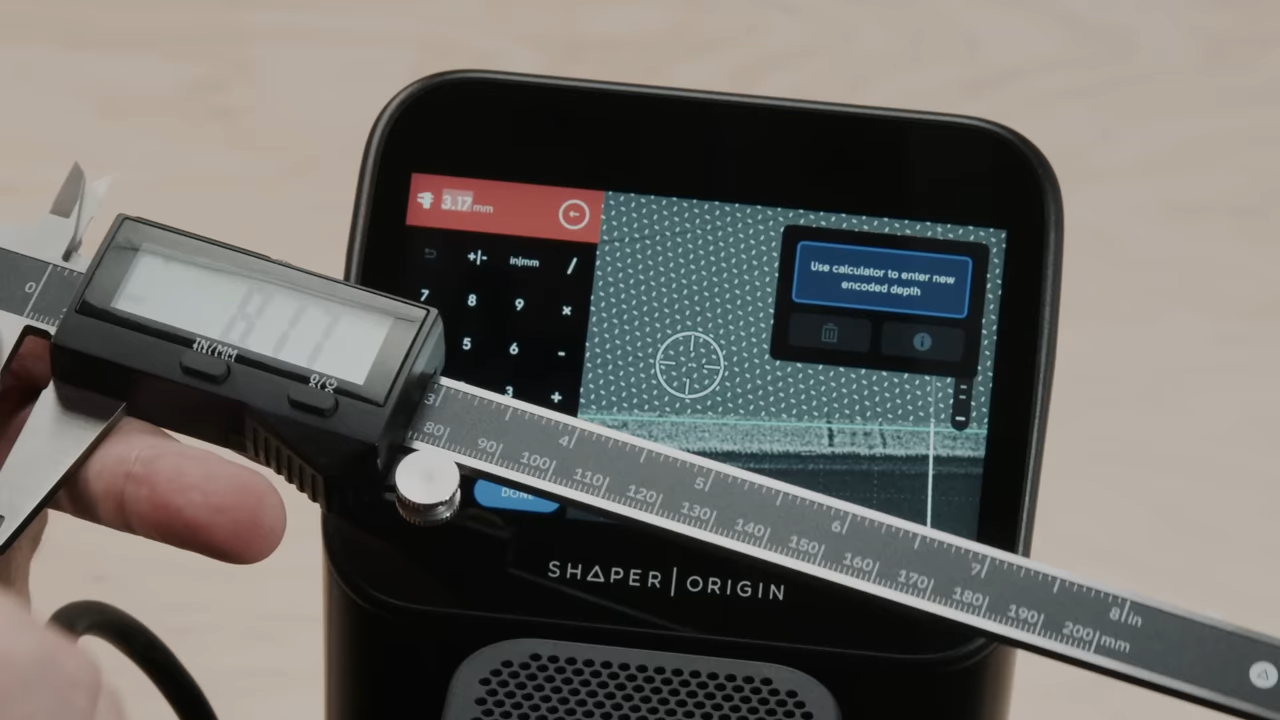 3.17 mm
+|- in|mm /
7 8 9 ×
5 6 -
3 +
DONE
Use calculator to enter new
encoded depth
i
SHAPER | ORIGIN
0
IN/MM
0/
3 4 5 6 7 8 in
80 90 100 110 120 130 140 150 160 170 180 190 200 mm